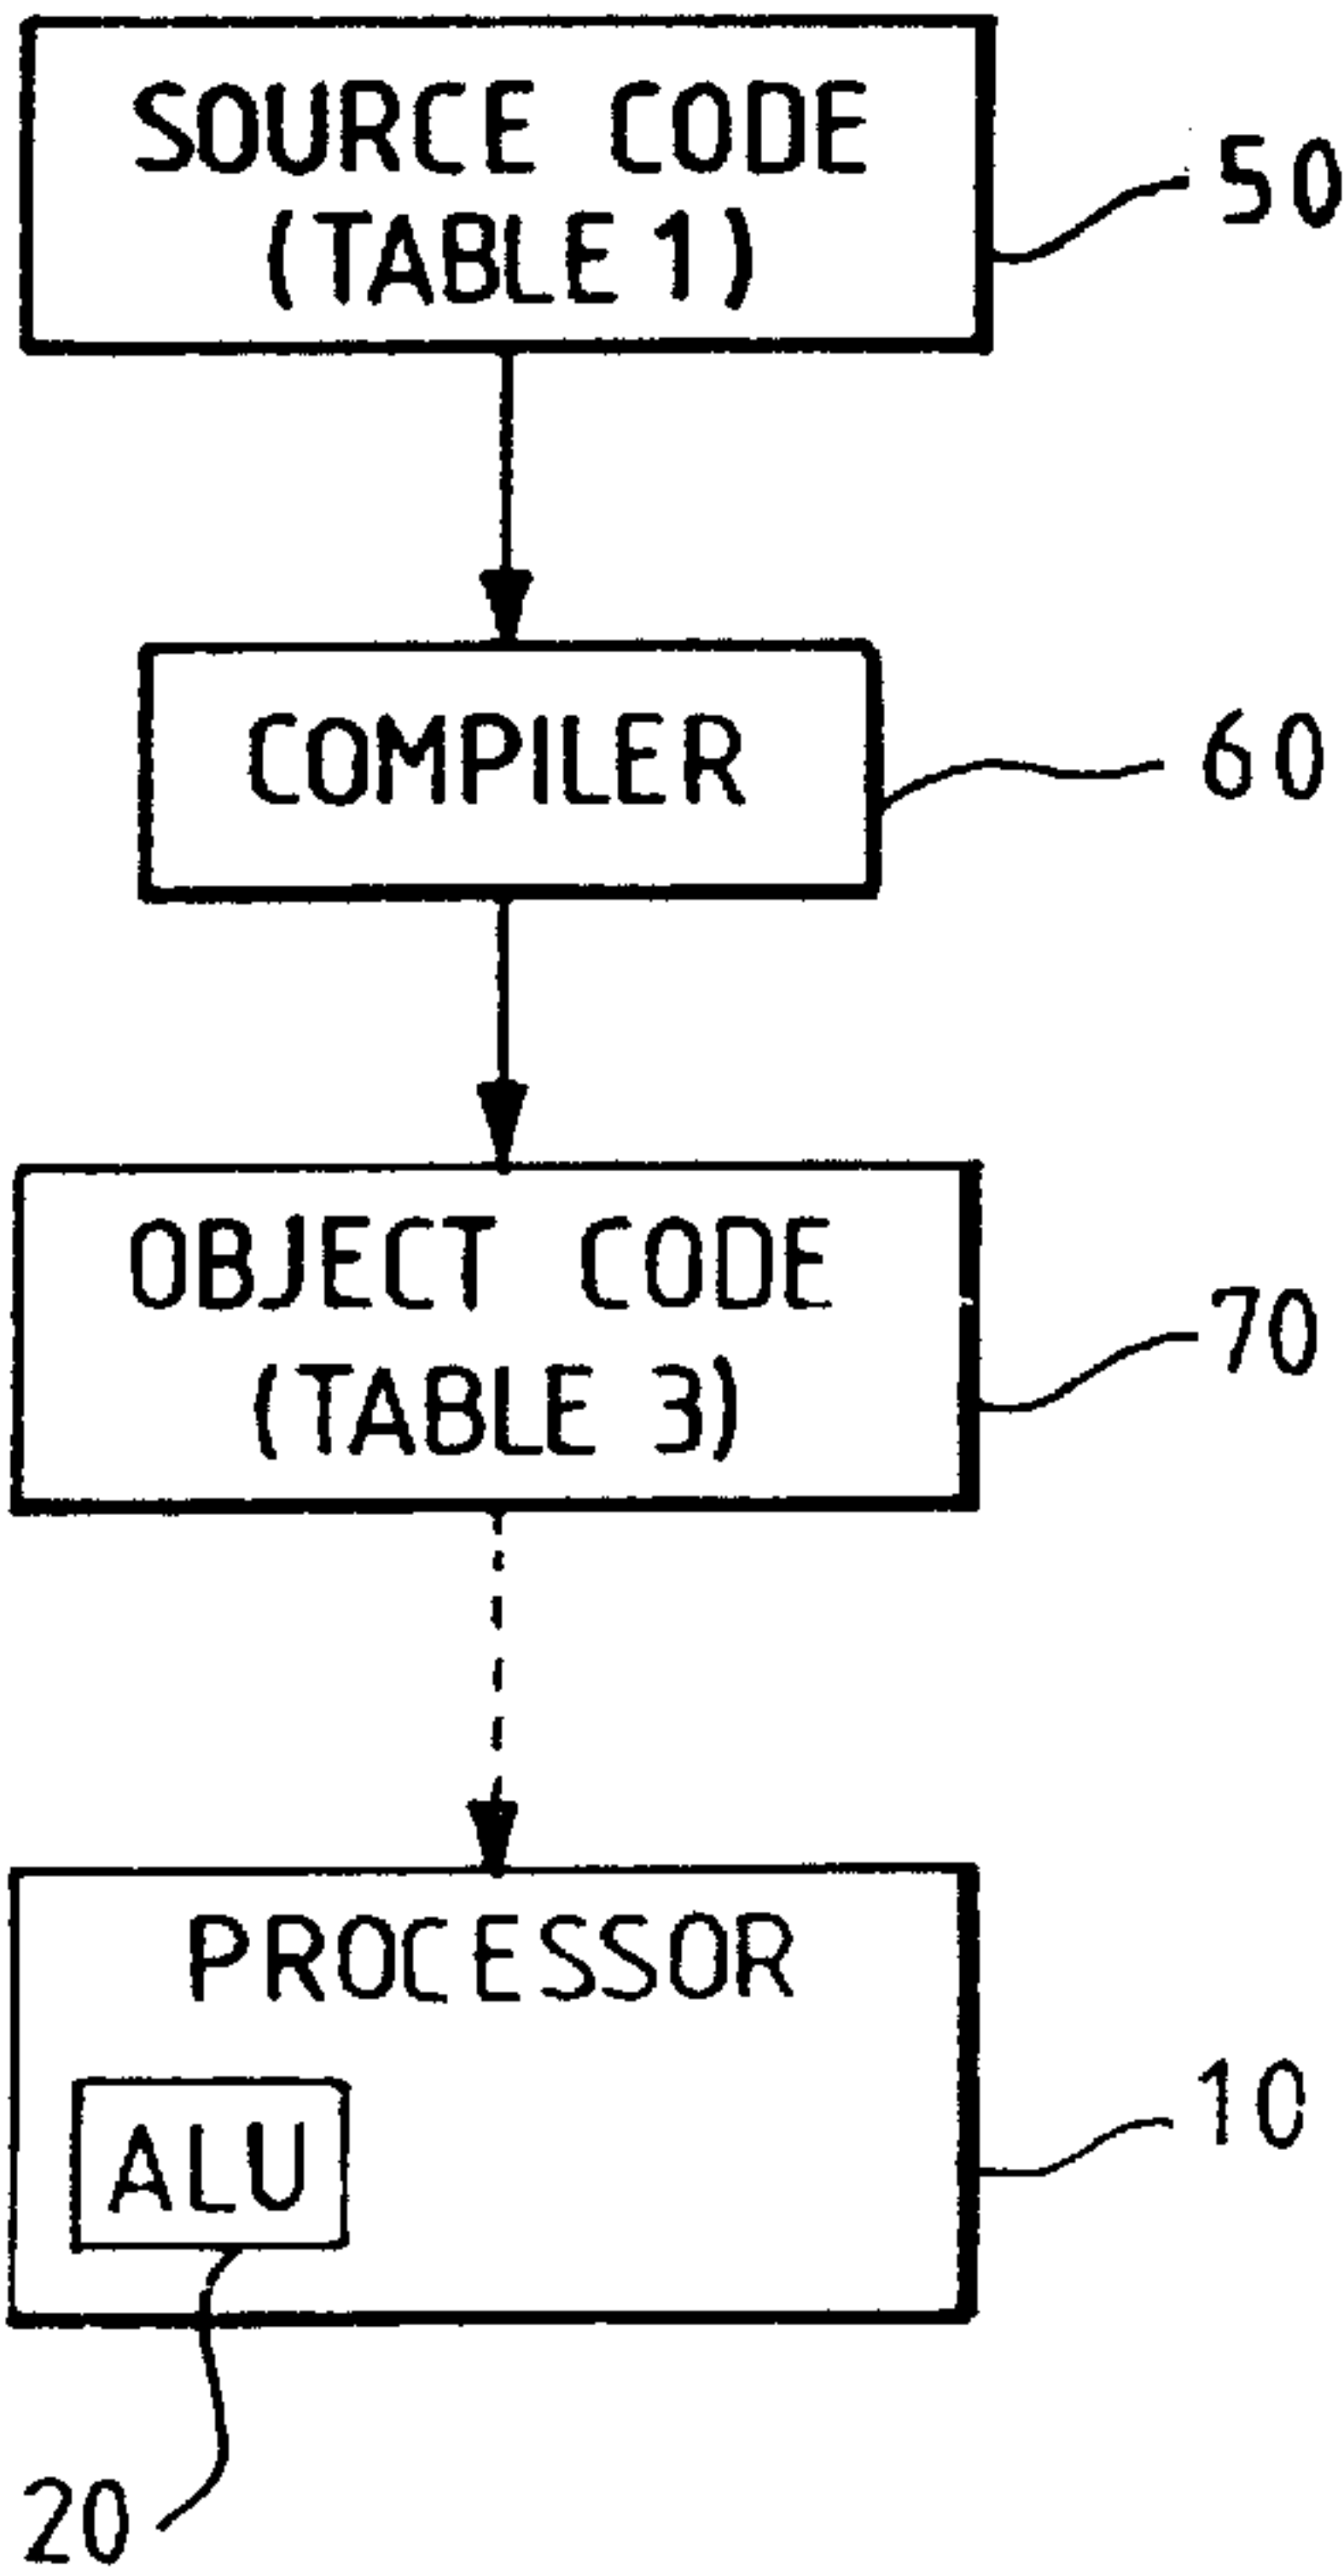 SOURCE CODE
(TABLE 1)
50
COMPILER
60
OBJECT CODE
(TABLE 3)
70
PROCESSOR
ALU
10
20